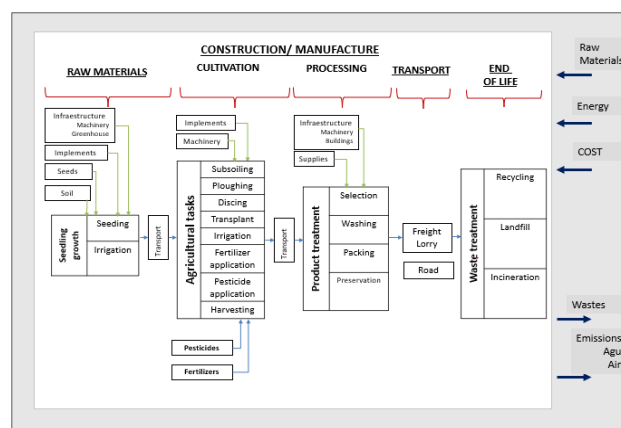 CONSTRUCTION/ MANUFACTURE
RAW MATERIALS
CULTIVATION
PROCESSING
TRANSPORT
END
OF LIFE
Infraestructure
Machinery
Greenhouse
Implements
Seeds
Soil
Seedling
growth
Seeding
Irrigation
Transport
Implements
Machinery
Agricultural tasks
Subsoiling
Ploughing
Discing
Transplant
Irrigation
Fertilizer
application
Pesticide
application
Harvesting
Pesticides
Fertilizers
Transport
Infraestructure
Machinery
Buildings
Supplies
Product treatment
Selection
Washing
Packing
Preservation
Freight
Lorry
Road
Waste treatment
Recycling
Landfill
Incineration
Raw
Materials
Energy
COST
Wastes
Emissions
Agu
Air